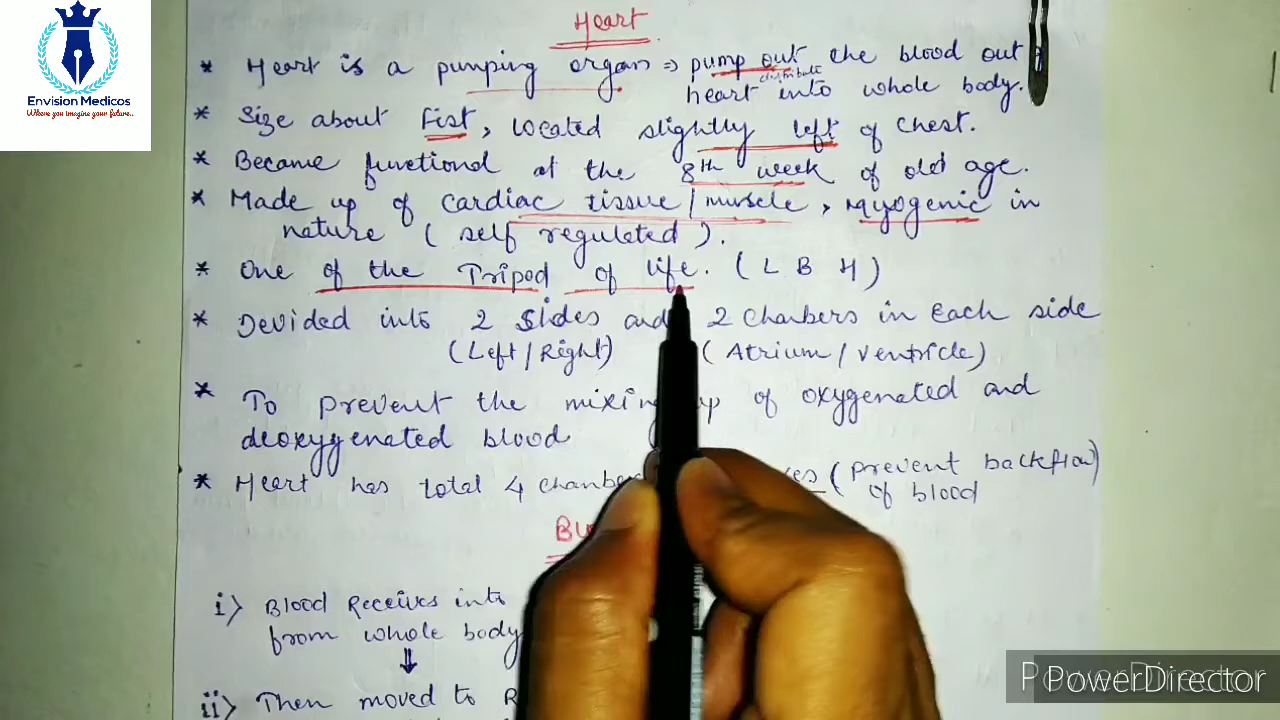 Envision Medicos
Where you imagine your future..
Heart
* Heart is a pumping organ ⇒ pump out the blood out of
distribute
heart into whole body.
* Size about Fist, located slightly left of chest.
* Became functional at the 8th week of old age.
* Made up of cardiac tissue / muscle, Myogenic in
nature ( self regulated ).
* One of the Tripod of life. ( L B H )
* Devided into 2 Sides and 2 Chanbers in Each side
(Left / Right) ( Atrium / Ventricle )
* To prevent the mixing up of oxygenated and
deoxygenated blood
* Heart has total 4 chanbe ( prevent backflow)
of blood
i) Blood Receives into
from whole body
↓
ii) Then moved to R
PowerDirector